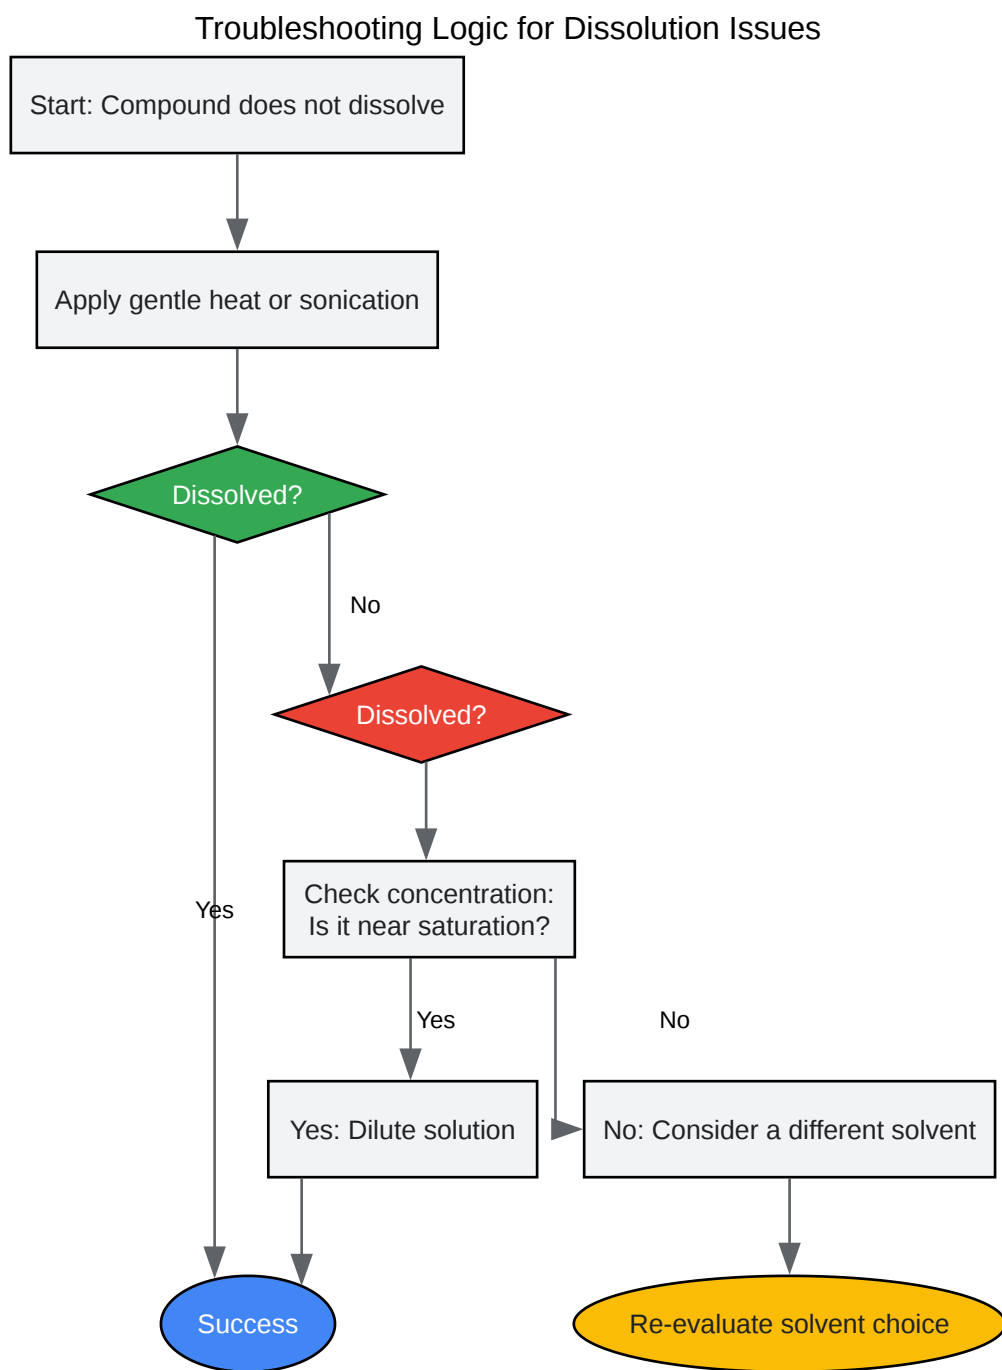 Troubleshooting Logic for Dissolution Issues
Start: Compound does not dissolve
Apply gentle heat or sonication
Dissolved?
No
Dissolved?
Check concentration:
Is it near saturation?
Yes
Yes
No
Yes: Dilute solution
No: Consider a different solvent
Success
Re-evaluate solvent choice